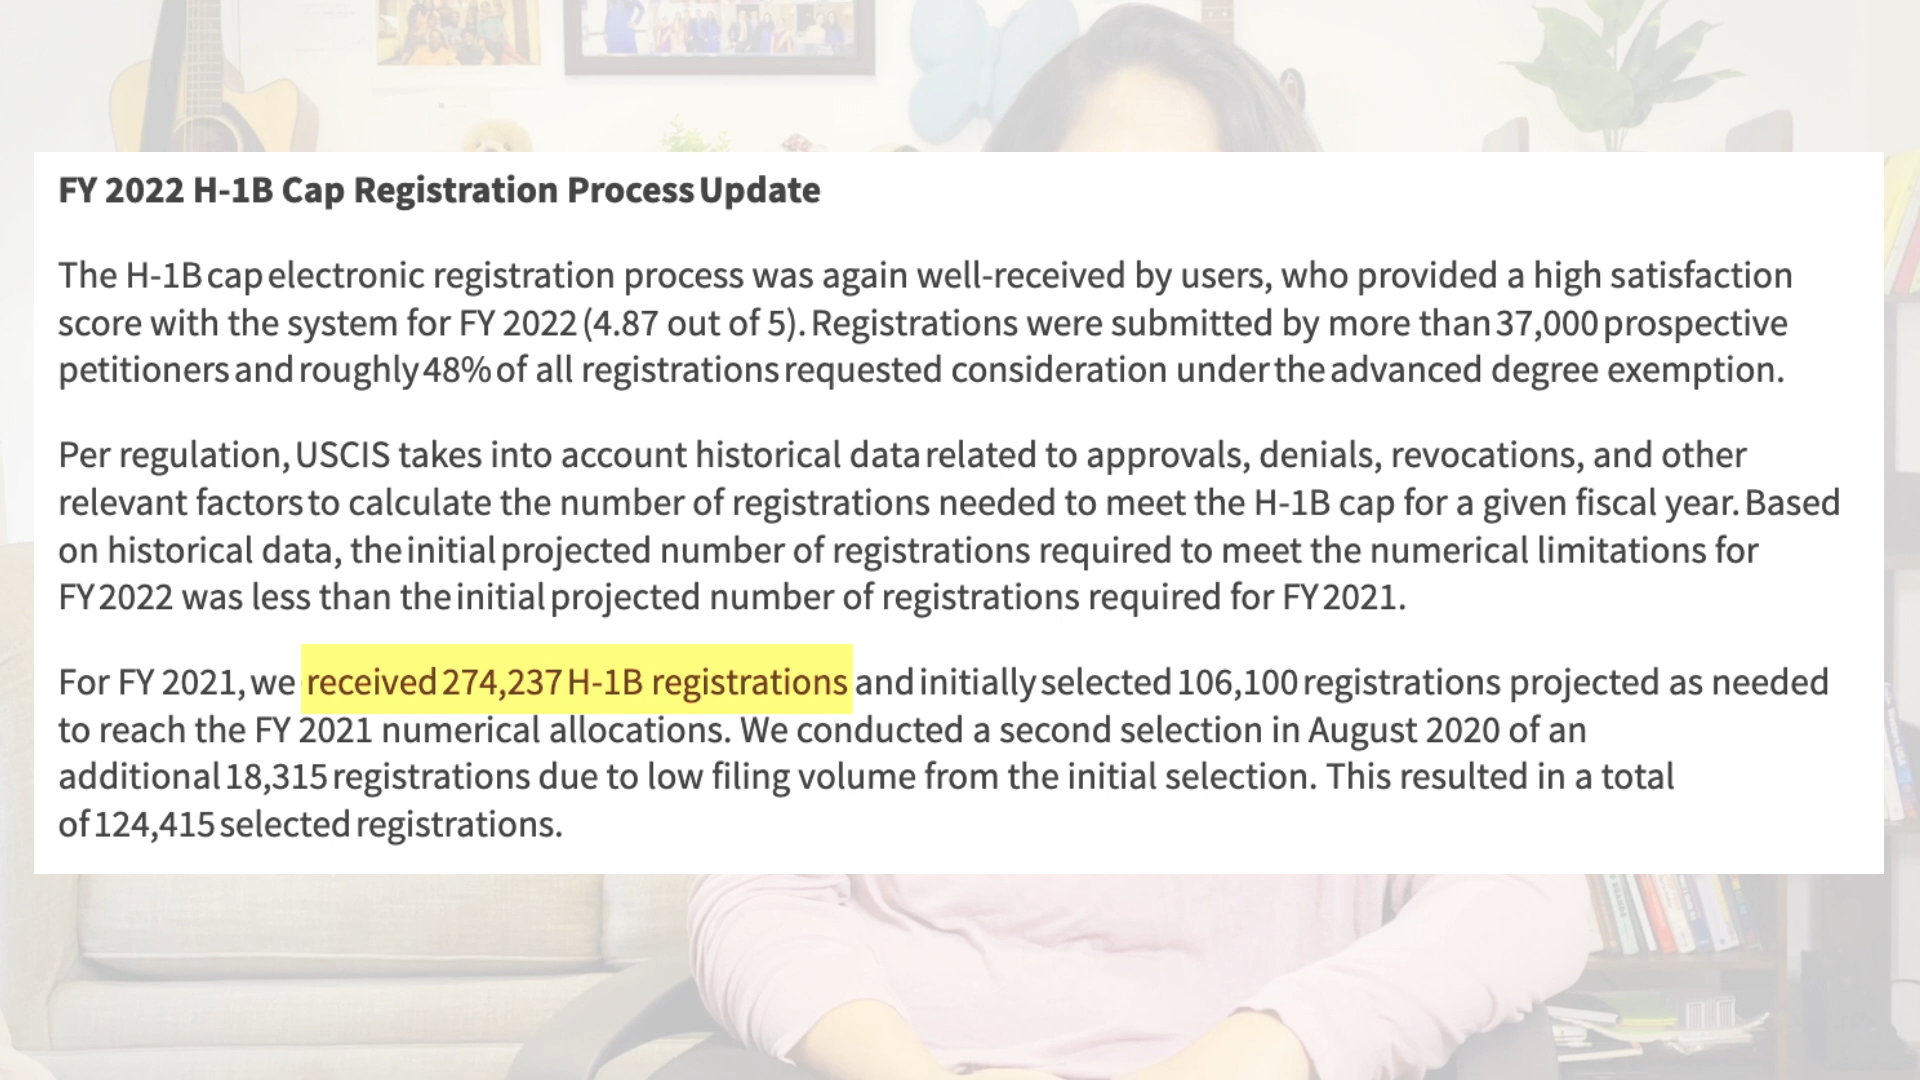 FY 2022 H-1B Cap Registration Process Update
The H-1B cap electronic registration process was again well-received by users, who provided a high satisfaction
score with the system for FY 2022 (4.87 out of 5). Registrations were submitted by more than 37,000 prospective
petitioners and roughly 48% of all registrations requested consideration under the advanced degree exemption.
Per regulation, USCIS takes into account historical data related to approvals, denials, revocations, and other
relevant factors to calculate the number of registrations needed to meet the H-1B cap for a given fiscal year. Based
on historical data, the initial projected number of registrations required to meet the numerical limitations for
FY 2022 was less than the initial projected number of registrations required for FY 2021.
For FY 2021, we received 274,237 H-1B registrations and initially selected 106,100 registrations projected as needed
to reach the FY 2021 numerical allocations. We conducted a second selection in August 2020 of an
additional 18,315 registrations due to low filing volume from the initial selection. This resulted in a total
of 124,415 selected registrations.